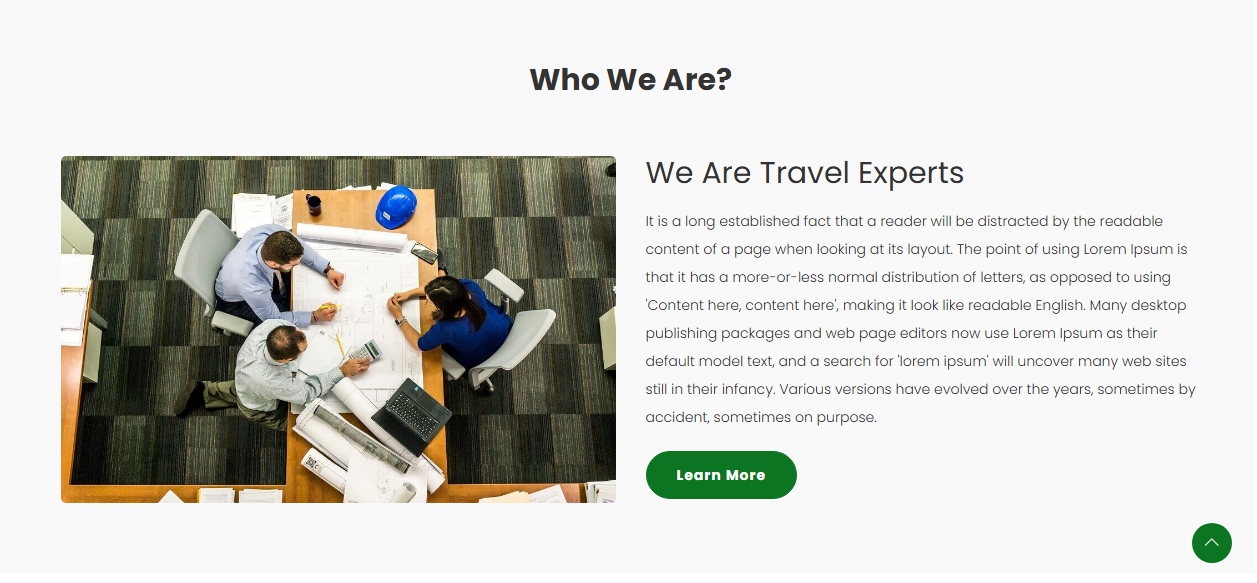 Who We Are?
We Are Travel Experts
It is a long established fact that a reader will be distracted by the readable
content of a page when looking at its layout. The point of using Lorem Ipsum is
that it has a more-or-less normal distribution of letters, as opposed to using
'Content here, content here', making it look like readable English. Many desktop
publishing packages and web page editors now use Lorem Ipsum as their
default model text, and a search for 'lorem ipsum' will uncover many web sites
still in their infancy. Various versions have evolved over the years, sometimes by
accident, sometimes on purpose.
Learn More